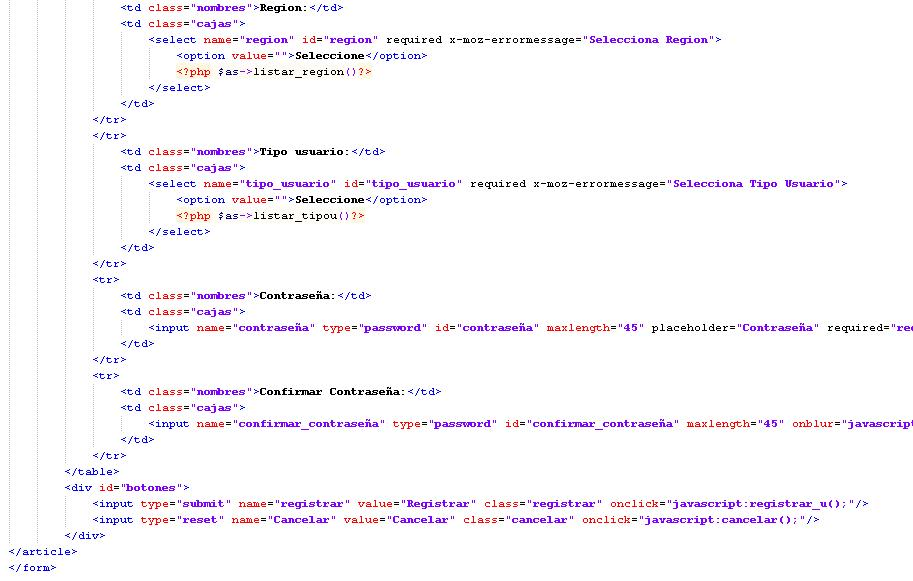 <td class="nombres">Region:</td>
<td class="cajas">
<select name="region" id="region" required x-moz-errormessage="Selecciona Region">
<option value="">Seleccione</option>
<?php $as->listar_region()?>
</select>
</td>
</tr>
</tr>
<td class="nombres">Tipo usuario:</td>
<td class="cajas">
<select name="tipo_usuario" id="tipo_usuario" required x-moz-errormessage="Selecciona Tipo Usuario">
<option value="">Seleccione</option>
<?php $as->listar_tipou()?>
</select>
</td>
</tr>
<tr>
<td class="nombres">Contraseña:</td>
<td class="cajas">
<input name="contraseña" type="password" id="contraseña" maxlength="45" placeholder="Contraseña" required="req
</td>
</tr>
<tr>
<td class="nombres">Confirmar Contraseña:</td>
<td class="cajas">
<input name="confirmar_contraseña" type="password" id="confirmar_contraseña" maxlength="45" onblur="javascript
</td>
</tr>
</table>
<div id="botones">
<input type="submit" name="registrar" value="Registrar" class="registrar" onclick="javascript:registrar_u();"/>
<input type="reset" name="Cancelar" value="Cancelar" class="cancelar" onclick="javascript:cancelar();"/>
</div>
</article>
</form>